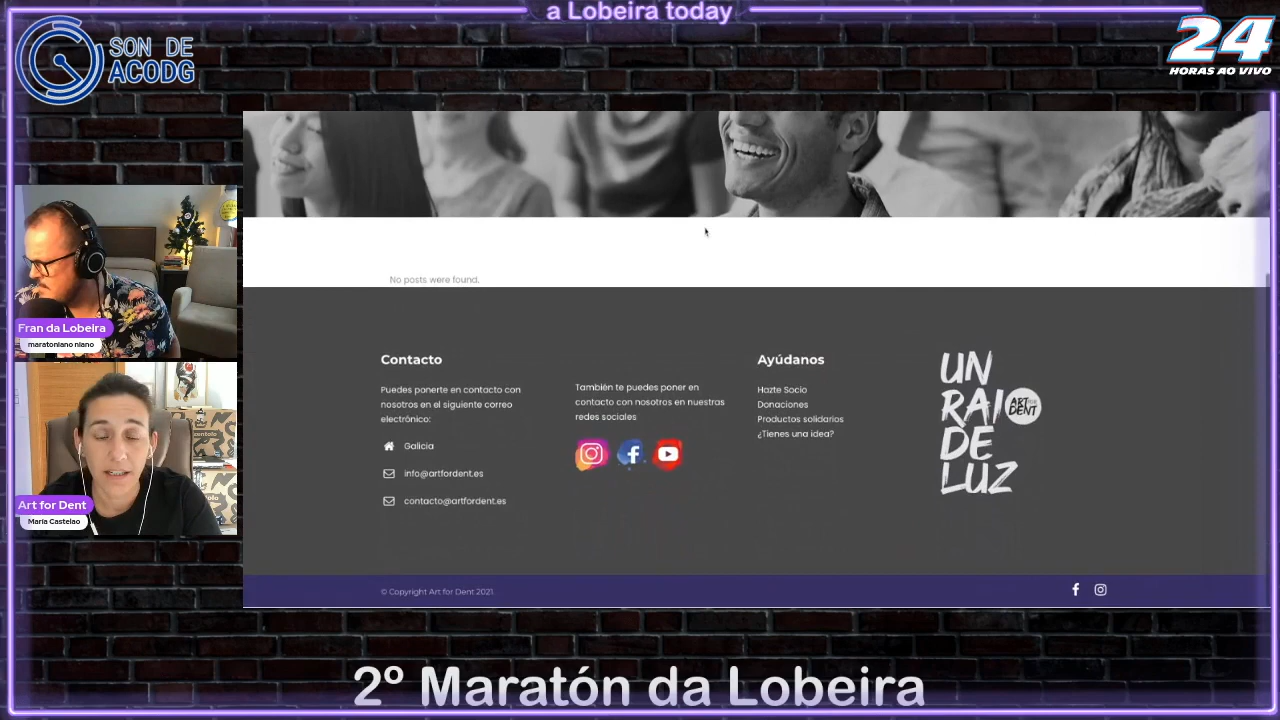 a Lobeira today
SON DE
ACODG
24
HORAS AO VIVO
Fran da Lobeira
maratoniano niano
Art for Dent
María Castelao
No posts were found.
Contacto
Puedes ponerte en contacto con
nosotros en el siguiente correo
electrónico:
Galicia
info@artfordent.es
contacto@artfordent.es
También te puedes poner en
contacto con nosotros en nuestras
redes sociales
Ayúdanos
Hazte Socio
Donaciones
Productos solidarios
¿Tienes una idea?
UN
RAIO
DE
LUZ
ART FOR
DENT
© Copyright Art for Dent 2021.
2º Maratón da Lobeira